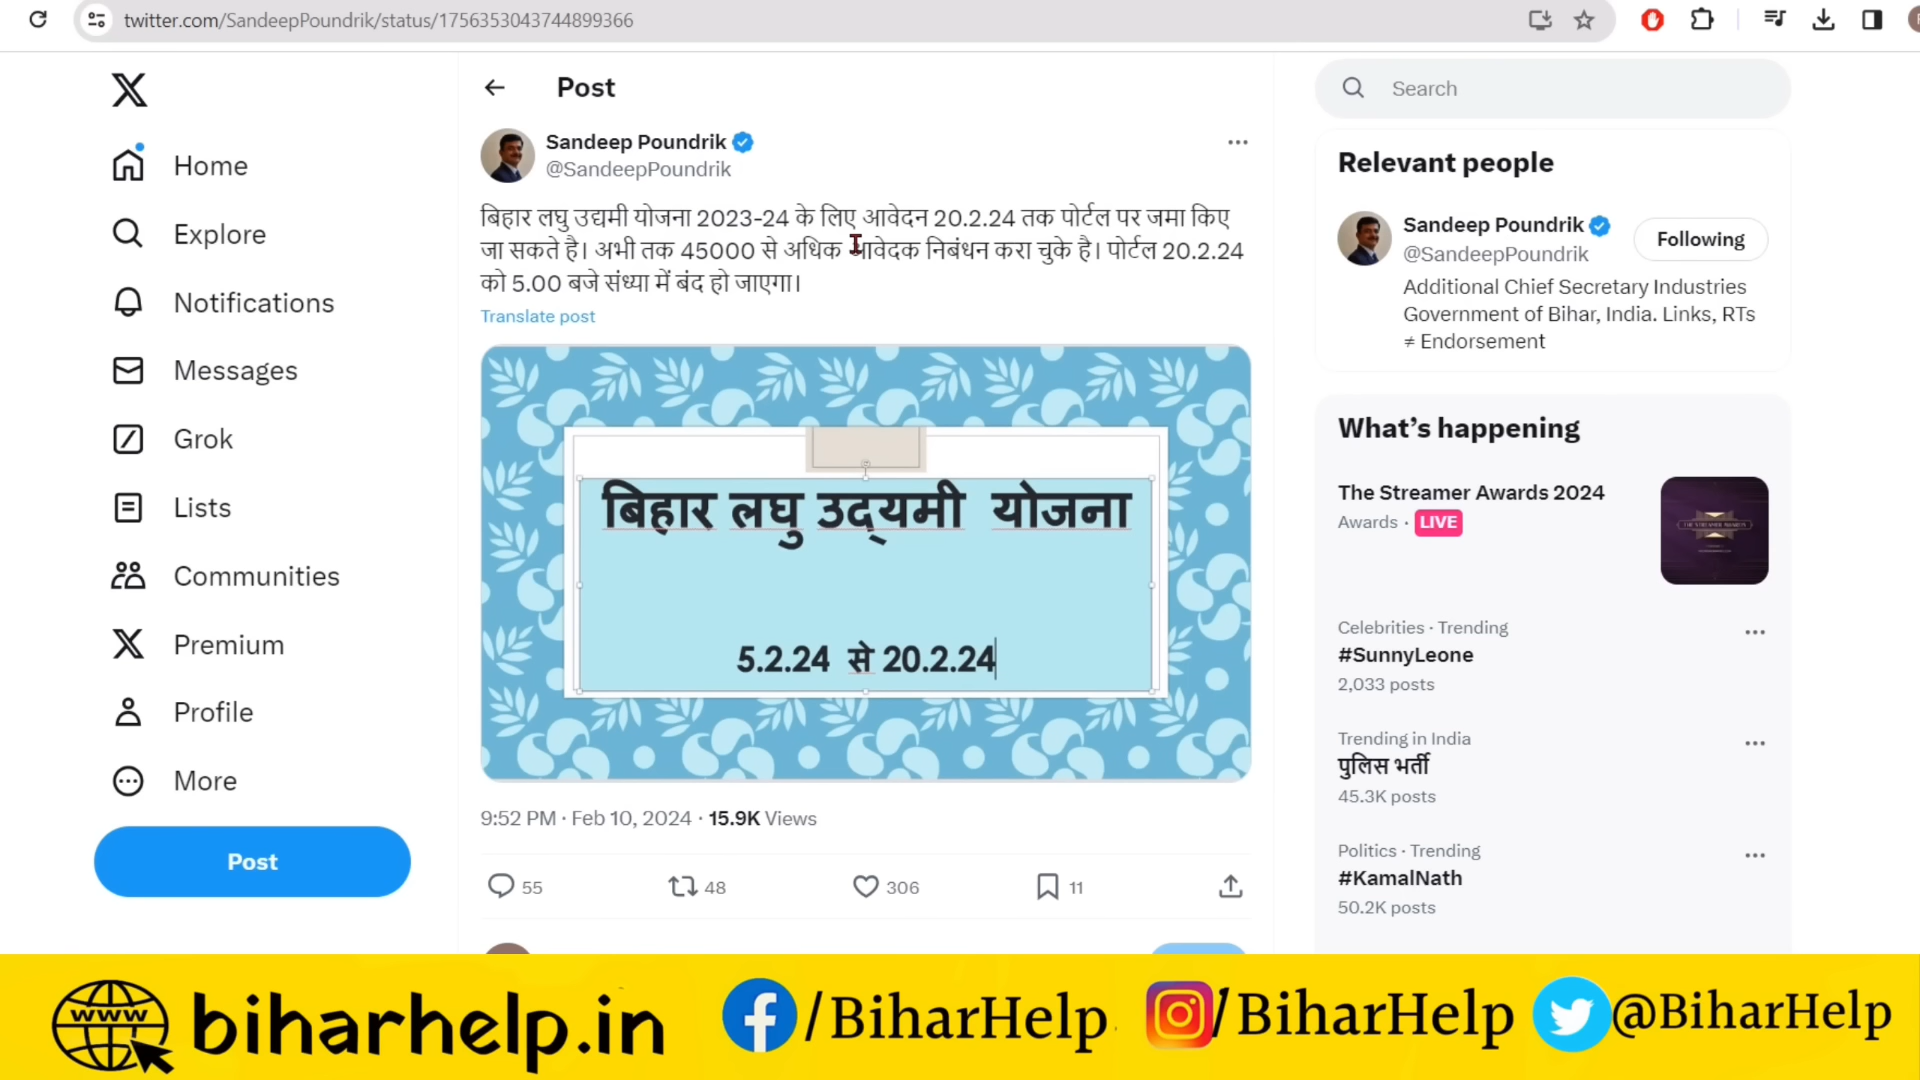 twitter.com/SandeepPoundrik/status/1756353043744899366
Home
Explore
Notifications
Messages
Grok
Lists
Communities
Premium
Profile
More
Post
Post
Sandeep Poundrik
@SandeepPoundrik
बिहार लघु उद्यमी योजना 2023-24 के लिए आवेदन 20.2.24 तक पोर्टल पर जमा किए
जा सकते है। अभी तक 45000 से अधिक आवेदक निबंधन करा चुके है। पोर्टल 20.2.24
को 5.00 बजे संध्या में बंद हो जाएगा।
Translate post
बिहार लघु उद्यमी योजना
5.2.24 से 20.2.24
9:52 PM · Feb 10, 2024 · 15.9K Views
55 48 306 11
Search
Relevant people
Sandeep Poundrik
@SandeepPoundrik
Following
Additional Chief Secretary Industries
Government of Bihar, India. Links, RTs
≠ Endorsement
What’s happening
The Streamer Awards 2024
Awards · LIVE
Celebrities · Trending
#SunnyLeone
2,033 posts
Trending in India
पुलिस भर्ती
45.3K posts
Politics · Trending
#KamalNath
50.2K posts
www biharhelp.in /BiharHelp /BiharHelp @BiharHelp